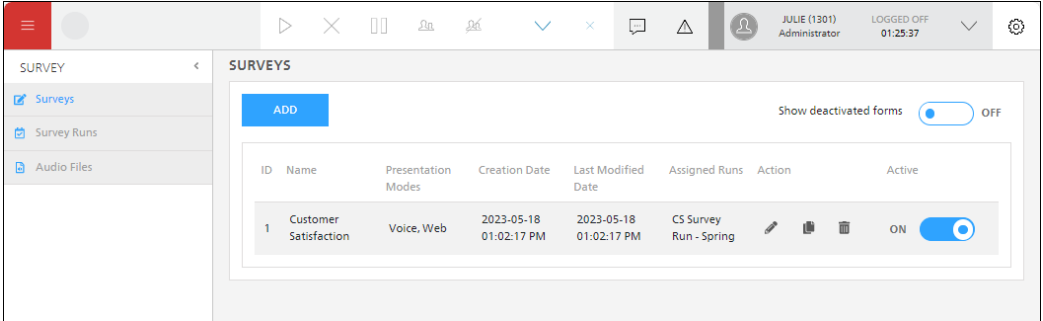 JULIE (1301)
Administrator
LOGGED OFF
01:25:37
SURVEY
Surveys
Survey Runs
Audio Files
SURVEYS
ADD
Show deactivated forms OFF
ID Name Presentation Modes Creation Date Last Modified Date Assigned Runs Action Active
1 Customer Satisfaction Voice, Web 2023-05-18 01:02:17 PM 2023-05-18 01:02:17 PM CS Survey Run - Spring ON